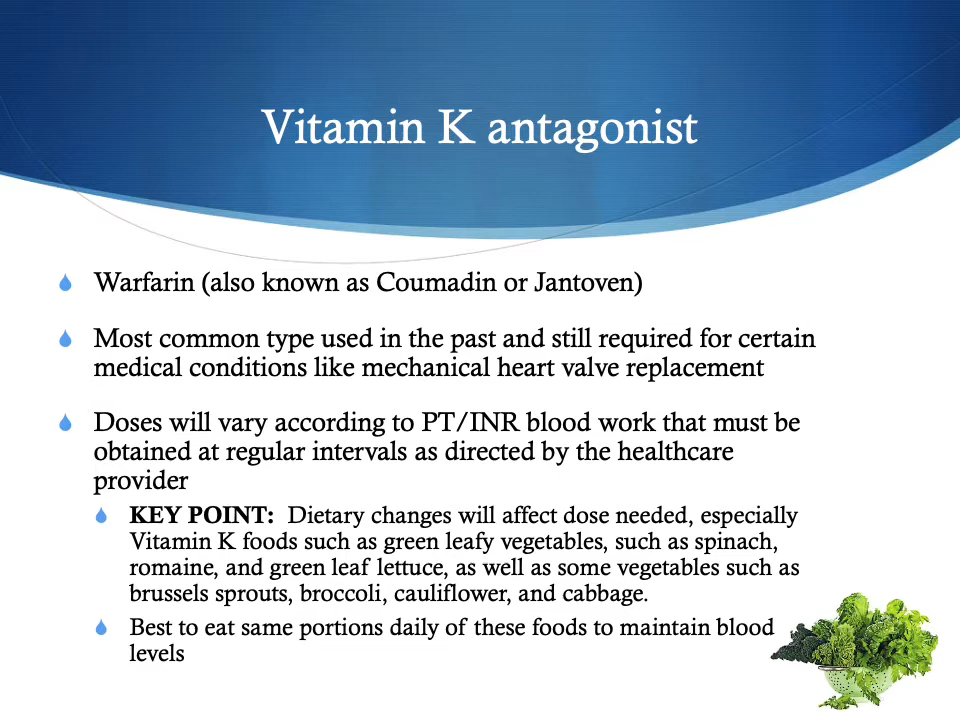 Vitamin K antagonist
Warfarin (also known as Coumadin or Jantoven)
Most common type used in the past and still required for certain
medical conditions like mechanical heart valve replacement
Doses will vary according to PT/INR blood work that must be
obtained at regular intervals as directed by the healthcare
provider
KEY POINT: Dietary changes will affect dose needed, especially
Vitamin K foods such as green leafy vegetables, such as spinach,
romaine, and green leaf lettuce, as well as some vegetables such as
brussels sprouts, broccoli, cauliflower, and cabbage.
Best to eat same portions daily of these foods to maintain blood
levels